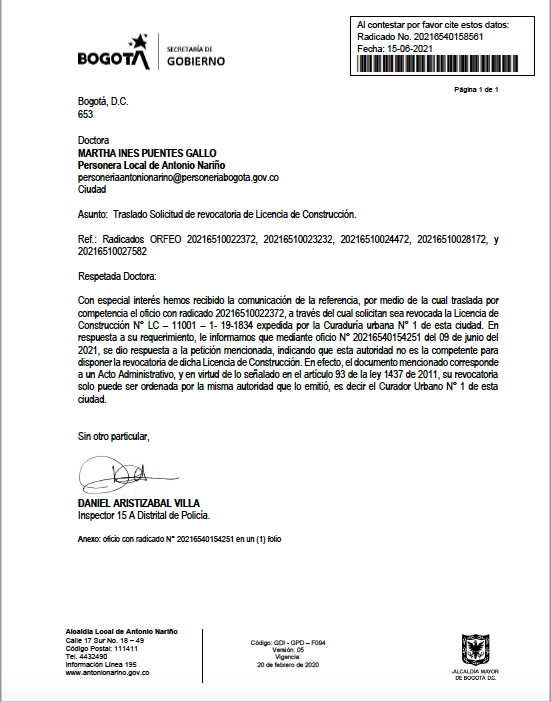 Al contestar por favor cite estos datos:
Radicado No. 20216540158561
Fecha: 15-06-2021
BOGOTÁ
SECRETARÍA DE
GOBIERNO
Página 1 de 1
Bogotá, D.C.
653
Doctora
MARTHA INES PUENTES GALLO
Personera Local de Antonio Nariño
personeriaantonionarino@personeriabogota.gov.co
Ciudad
Asunto: Traslado Solicitud de revocatoria de Licencia de Construcción.
Ref.: Radicados ORFEO 20216510022372, 20216510023232, 20216510024472, 20216510028172, y
20216510027582
Respetada Doctora:
Con especial interés hemos recibido la comunicación de la referencia, por medio de la cual traslada por
competencia el oficio con radicado 20216510022372, a través del cual solicitan sea revocada la Licencia de
Construcción N° LC – 11001 – 1- 19-1834 expedida por la Curaduría urbana N° 1 de esta ciudad. En
respuesta a su requerimiento, le informamos que mediante oficio N° 20216540154251 del 09 de junio del
2021, se dio respuesta a la petición mencionada, indicando que esta autoridad no es la competente para
disponer la revocatoria de dicha Licencia de Construcción. En efecto, el documento mencionado corresponde
a un Acto Administrativo, y en virtud de lo señalado en el artículo 93 de la ley 1437 de 2011, su revocatoria
solo puede ser ordenada por la misma autoridad que lo emitió, es decir el Curador Urbano N° 1 de esta
ciudad.
Sin otro particular,
DANIEL ARISTIZABAL VILLA
Inspector 15 A Distrital de Policía.
Anexo: oficio con radicado N° 20216540154251 en un (1) folio
Alcaldía Local de Antonio Nariño
Calle 17 Sur No. 18 – 49
Código Postal: 111411
Tel. 4432490
Información Línea 195
www.antonionarino.gov.co
Código: GDI - GPD – F094
Versión: 05
Vigencia:
20 de febrero de 2020
ALCALDÍA MAYOR
DE BOGOTÁ D.C.